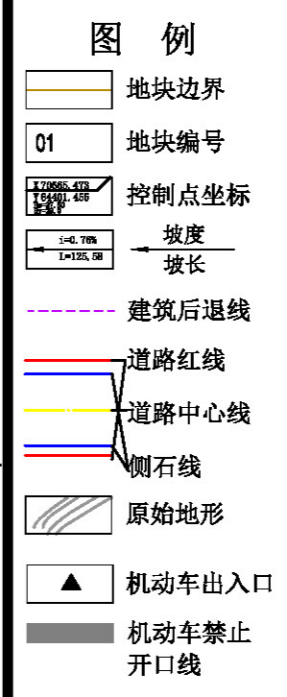 图 例
地块边界
01
地块编号
X70565.473
Y64401.455
控制点坐标
i=0.76%
L=125.58
坡度
坡长
建筑后退线
道路红线
道路中心线
侧石线
原始地形
机动车出入口
机动车禁止
开口线